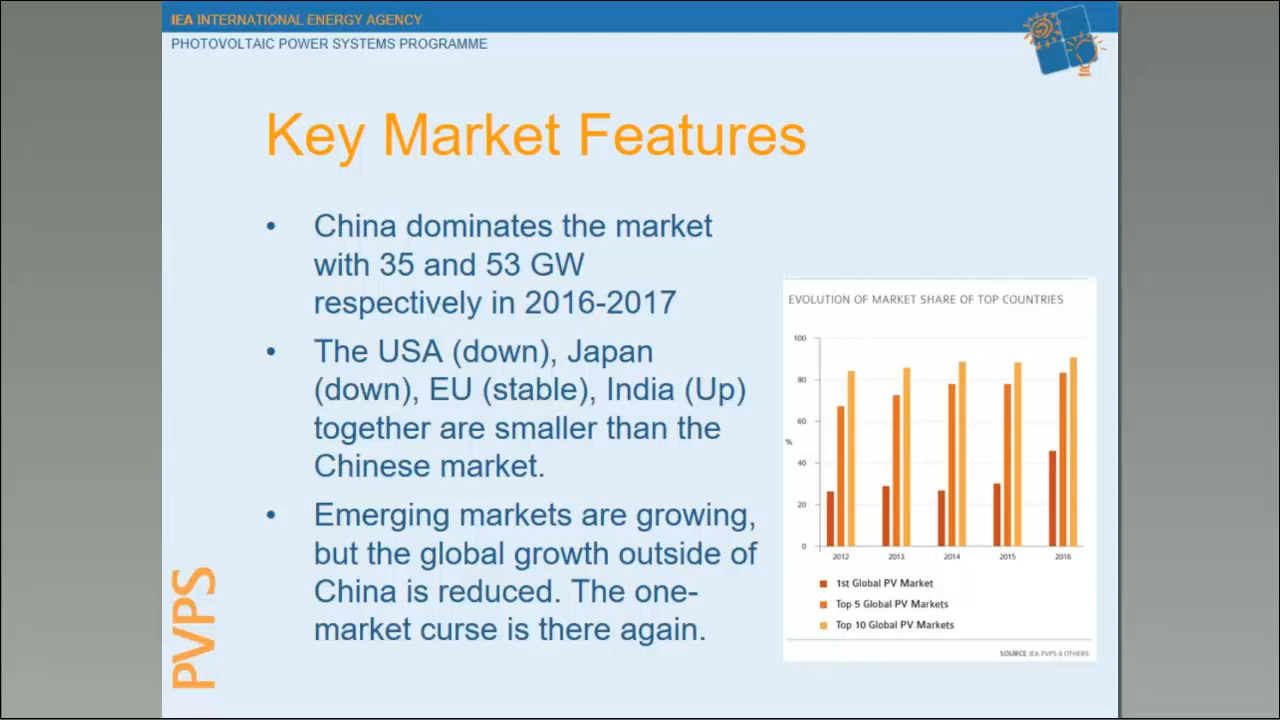 IEA INTERNATIONAL ENERGY AGENCY
PHOTOVOLTAIC POWER SYSTEMS PROGRAMME
Key Market Features
• China dominates the market
with 35 and 53 GW
respectively in 2016-2017
• The USA (down), Japan
(down), EU (stable), India (Up)
together are smaller than the
Chinese market.
• Emerging markets are growing,
but the global growth outside of
China is reduced. The one-
market curse is there again.
PVPS
EVOLUTION OF MARKET SHARE OF TOP COUNTRIES
100
80
60
%
40
20
0
2012 2013 2014 2015 2016
1st Global PV Market
Top 5 Global PV Markets
Top 10 Global PV Markets
SOURCE IEA PVPS & OTHERS